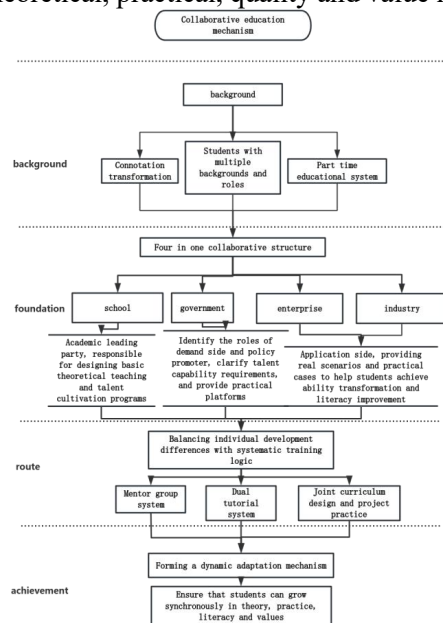 theoretical, practical, quality and value
Collaborative education
mechanism
background
background
Connotation
transformation
Students with
multiple
backgrounds and
roles
Part time
educational system
Four in one collaborative structure
foundation
school
government
enterprise
industry
Academic leading
party, responsible
for designing basic
theoretical teaching
and talent
cultivation programs
Identify the roles of
demand side and policy
promoter, clarify talent
capability requirements,
and provide practical
platforms
Application side, providing
real scenarios and practical
cases to help students achieve
ability transformation and
literacy improvement
route
Balancing individual development
differences with systematic training
logic
Mentor group
system
Dual
tutorial
system
Joint curriculum
design and project
practice
Forming a dynamic adaptation mechanism
achievement
Ensure that students can grow
synchronously in theory, practice,
literacy and values